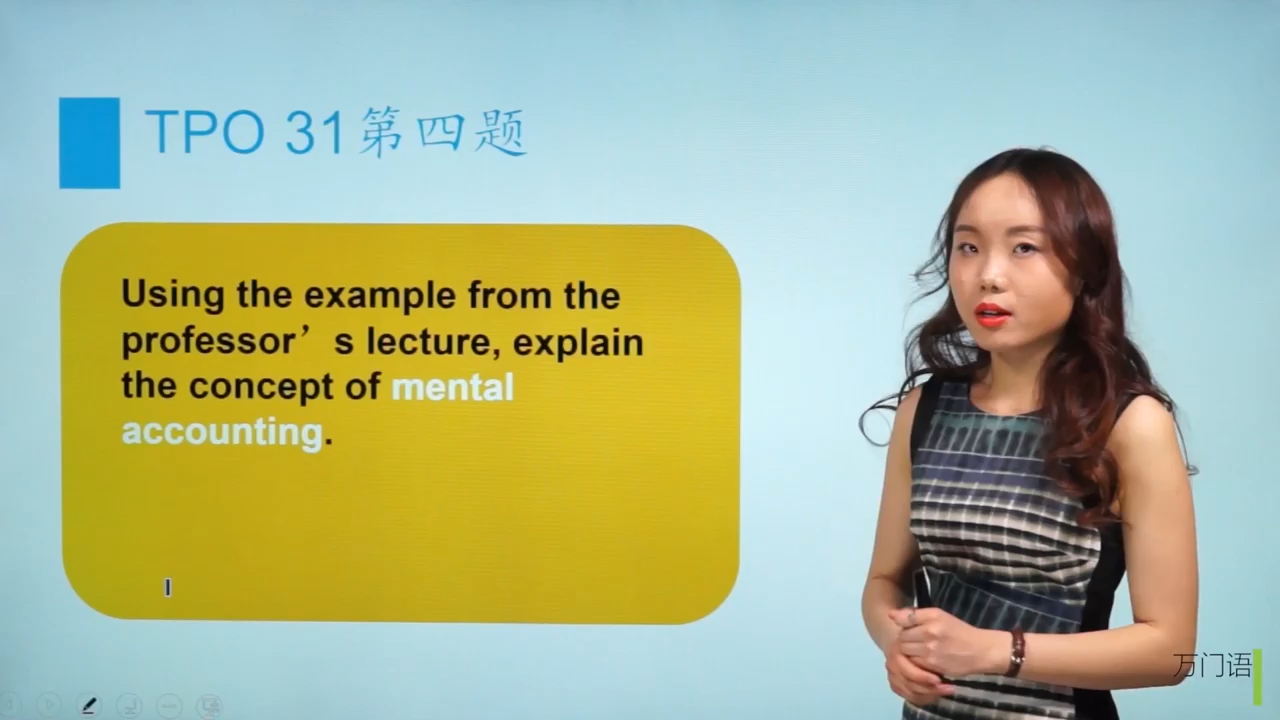 TPO 31第四题
Using the example from the
professor’s lecture, explain
the concept of mental
accounting.
万门语